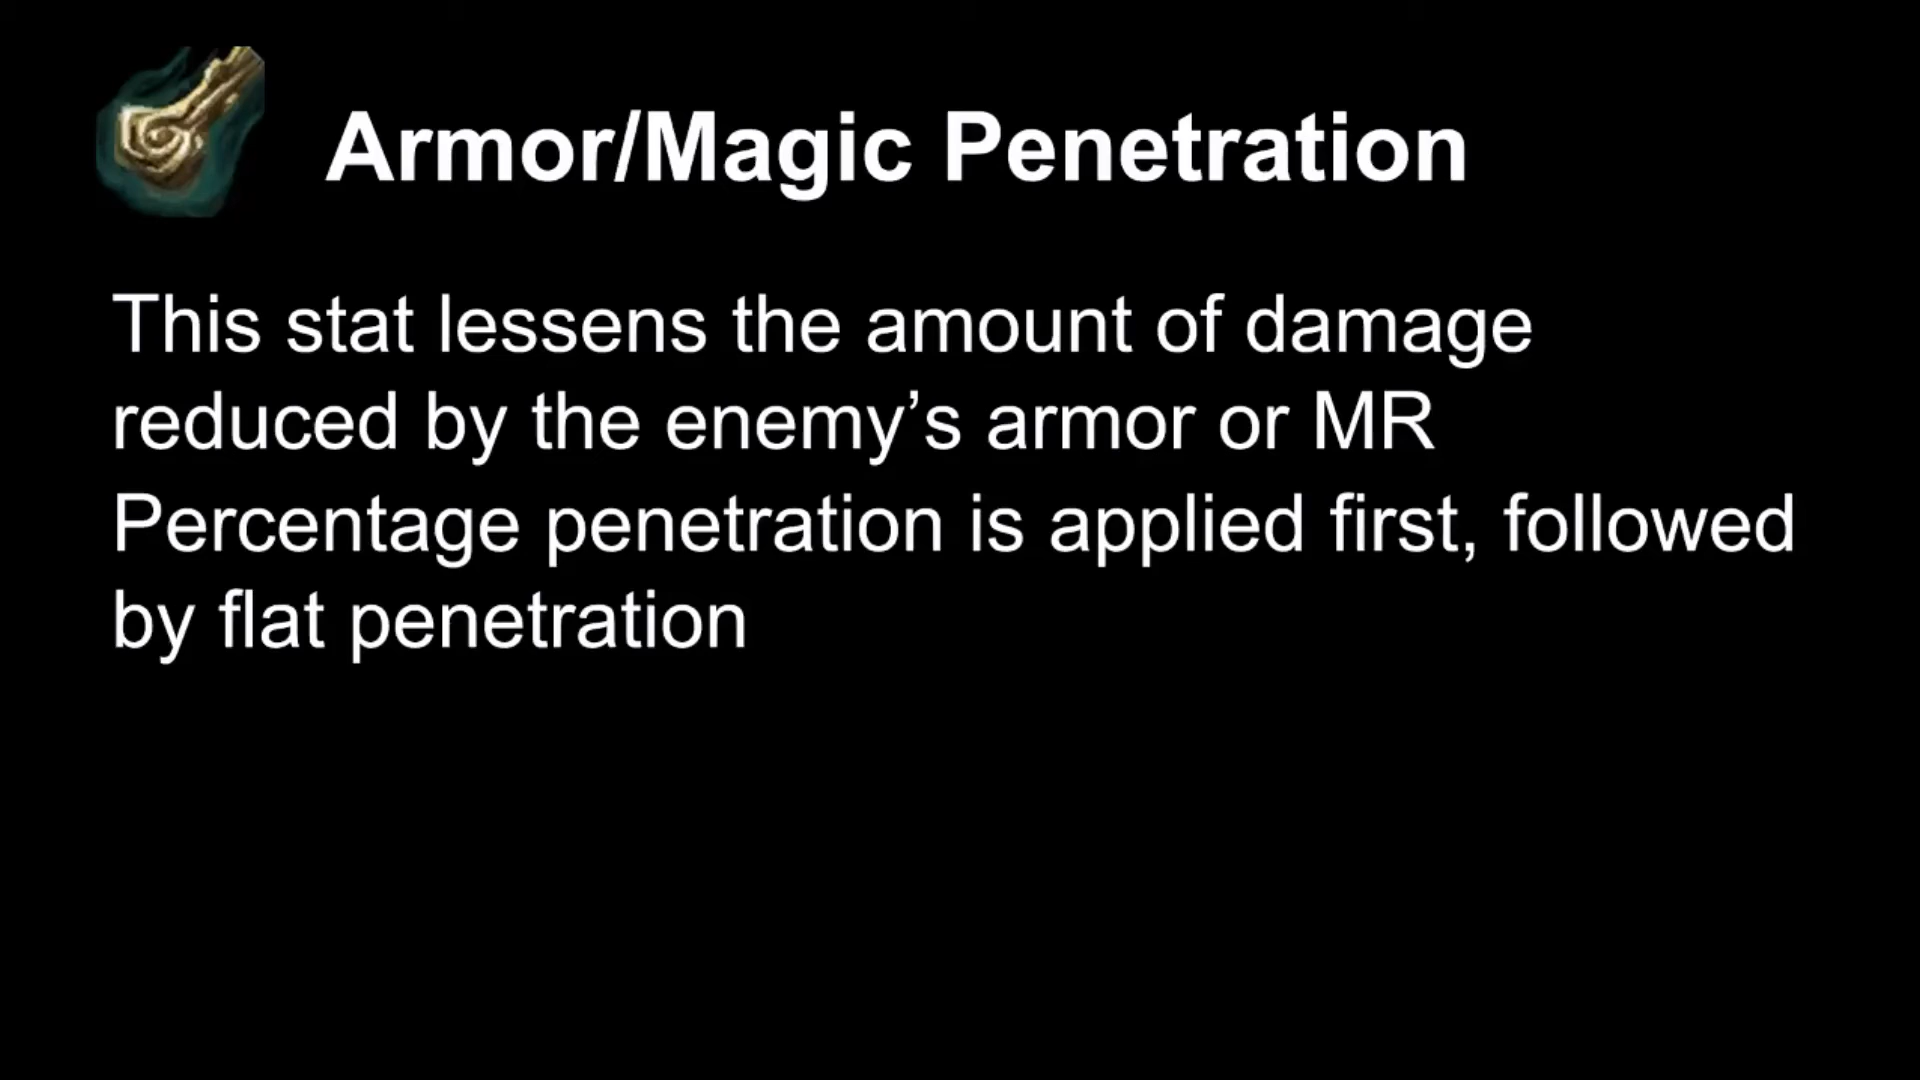 Armor/Magic Penetration
This stat lessens the amount of damage
reduced by the enemy’s armor or MR
Percentage penetration is applied first, followed
by flat penetration